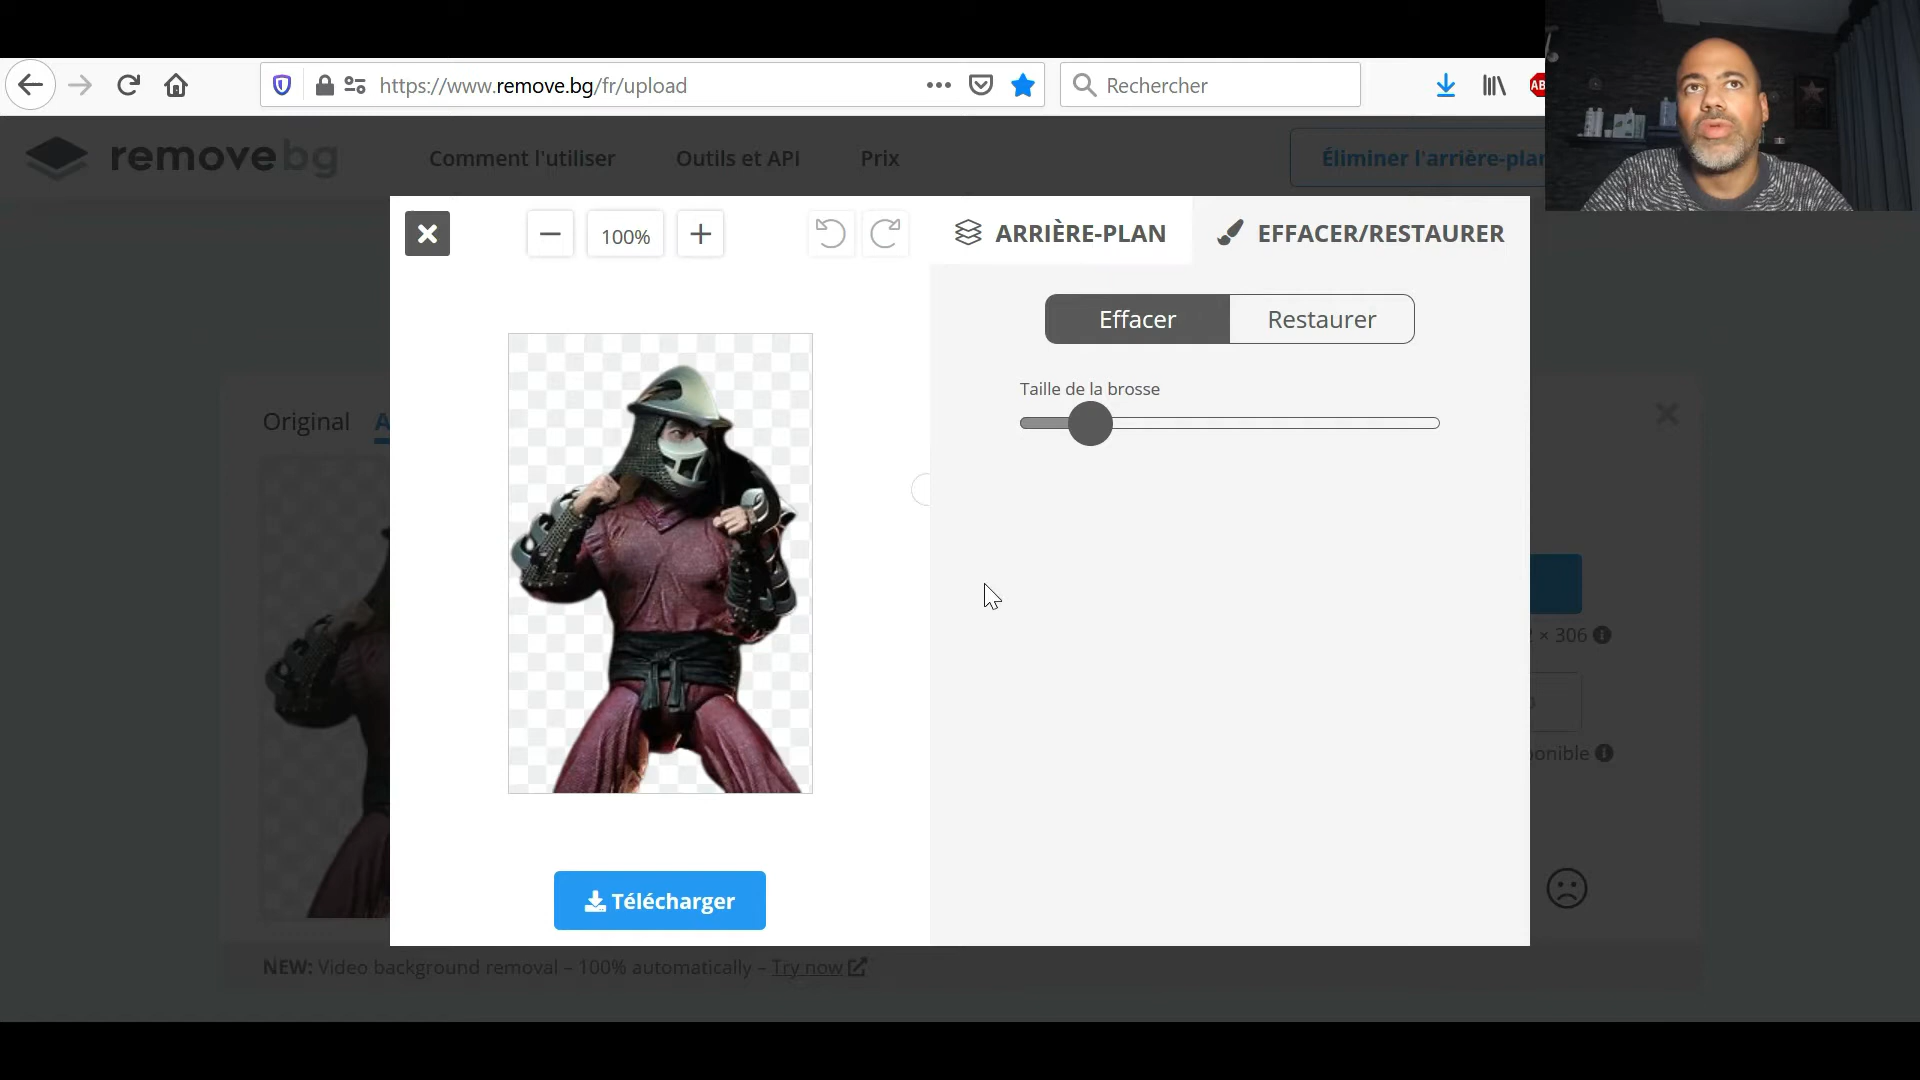 https://www.remove.bg/fr/upload
Rechercher
removebg
Comment l'utiliser
Outils et API
Prix
Éliminer l'arrière-plan
100%
ARRIÈRE-PLAN
EFFACER/RESTAURER
Effacer
Restaurer
Taille de la brosse
Original
× 306
Télécharger
NEW: Video background removal – 100% automatically – Try now